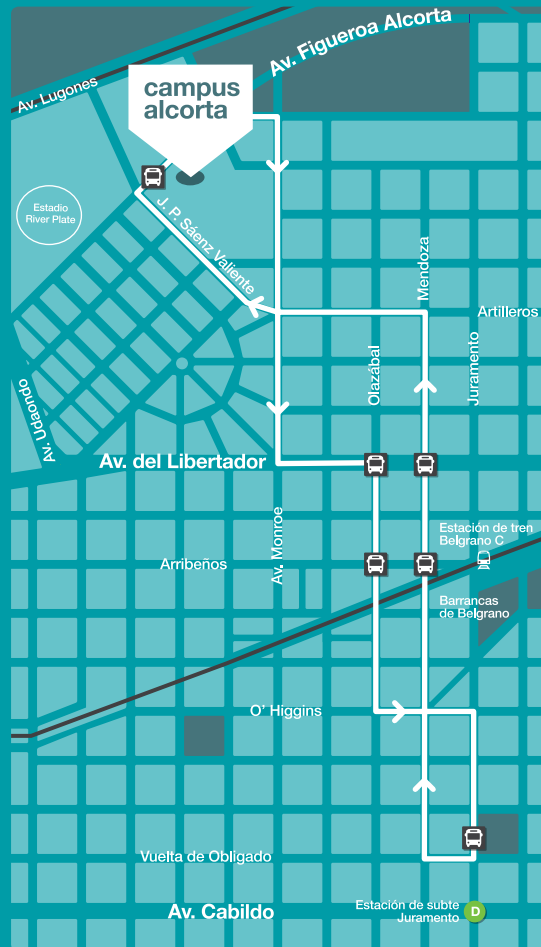 Av. Figueroa Alcorta
Av. Lugones
campus
alcorta
Estadio
River Plate
J. P. Sáenz Valiente
Mendoza
Artilleros
Olazábal
Juramento
Av. Udaondo
Av. del Libertador
Av. Monroe
Estación de tren
Belgrano C
Arribeños
Barrancas
de Belgrano
O' Higgins
Vuelta de Obligado
Av. Cabildo
Estación de subte
Juramento
D